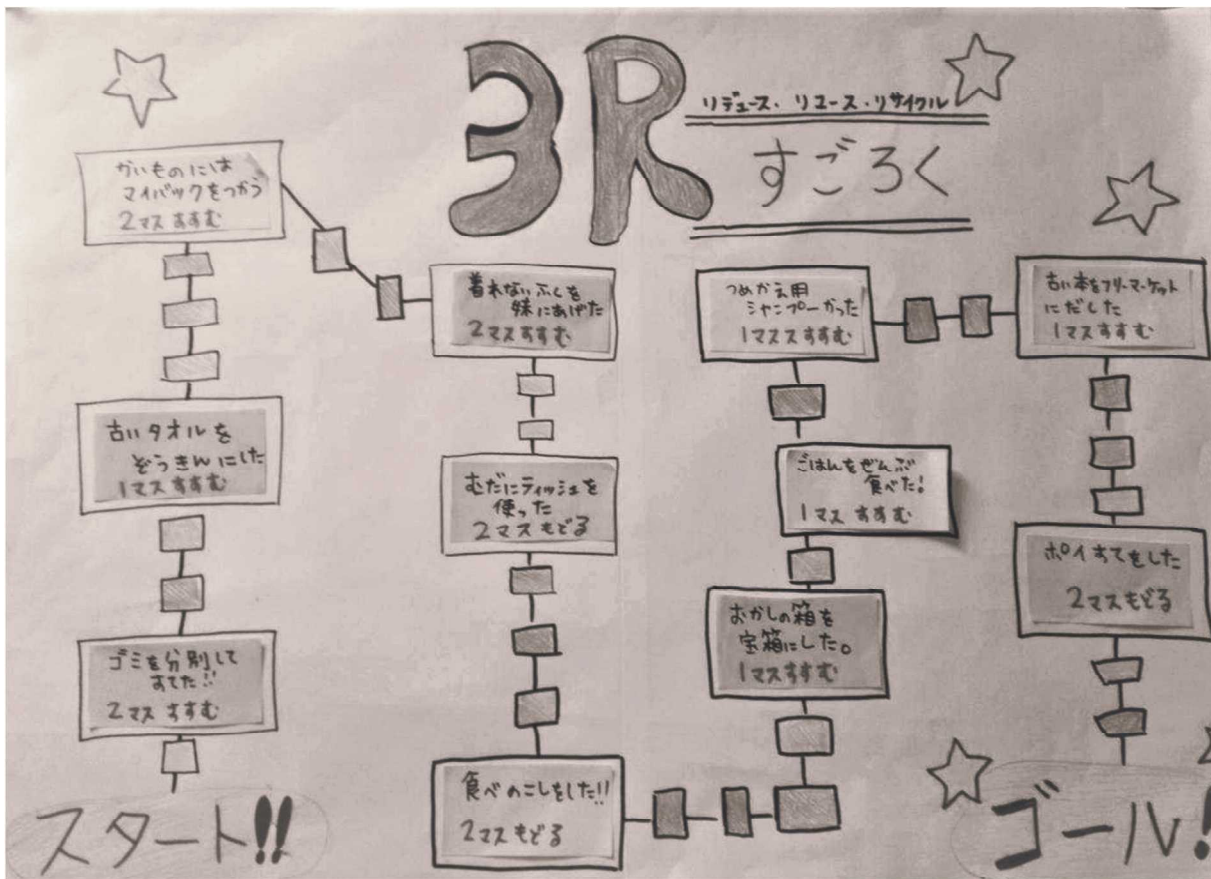 3R
リデュース・リユース・リサイクル
すごろく
かいものには
マイバックをつかう
2マスすすむ
古いタオルを
ぞうきんにした
1マスすすむ
ゴミを分別して
すてた!!
2マスすすむ
スタート!!
着れないふくを
妹にあげた
2マスすすむ
むだにティッシュを
使った
2マスもどる
食べのこしをした!!
2マスもどる
つめかえ用
シャンプーかった
1マススすすむ
ごはんをぜんぶ
食べた!
1マスすすむ
おかしの箱を
宝箱にした。
1マスすすむ
古い本をフリーマーケット
にだした
1マスすすむ
ポイすてをした
2マスもどる
ゴール!